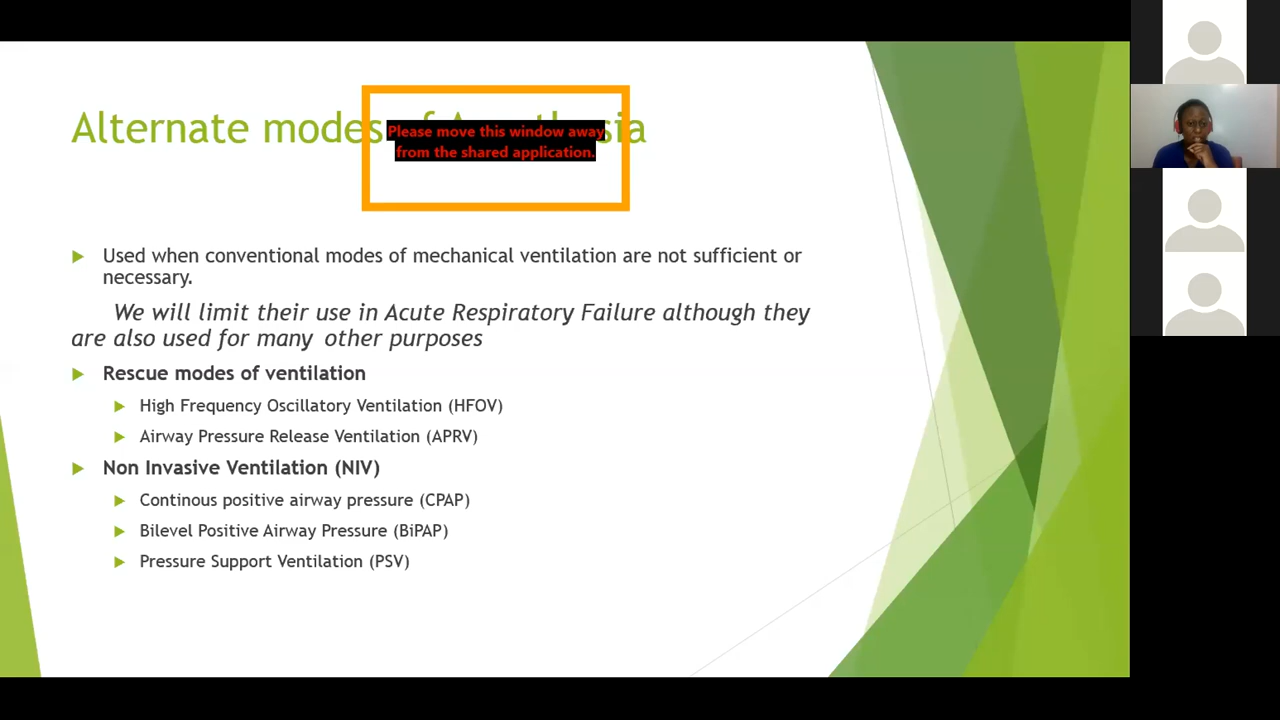 Alternate modes of sia
Please move this window away
from the shared application.
Used when conventional modes of mechanical ventilation are not sufficient or
necessary.
We will limit their use in Acute Respiratory Failure although they
are also used for many other purposes
Rescue modes of ventilation
High Frequency Oscillatory Ventilation (HFOV)
Airway Pressure Release Ventilation (APRV)
Non Invasive Ventilation (NIV)
Continous positive airway pressure (CPAP)
Bilevel Positive Airway Pressure (BiPAP)
Pressure Support Ventilation (PSV)